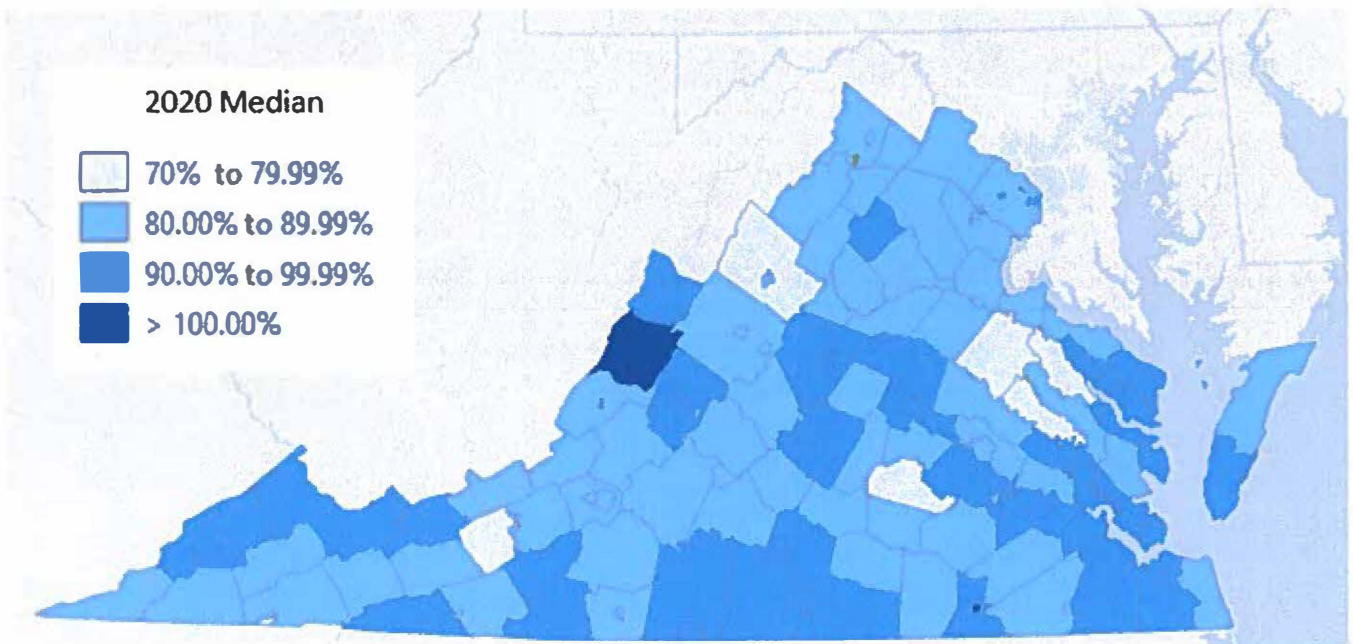 2020 Median
70% to 79.99%
80.00% to 89.99%
90.00% to 99.99%
> 100.00%